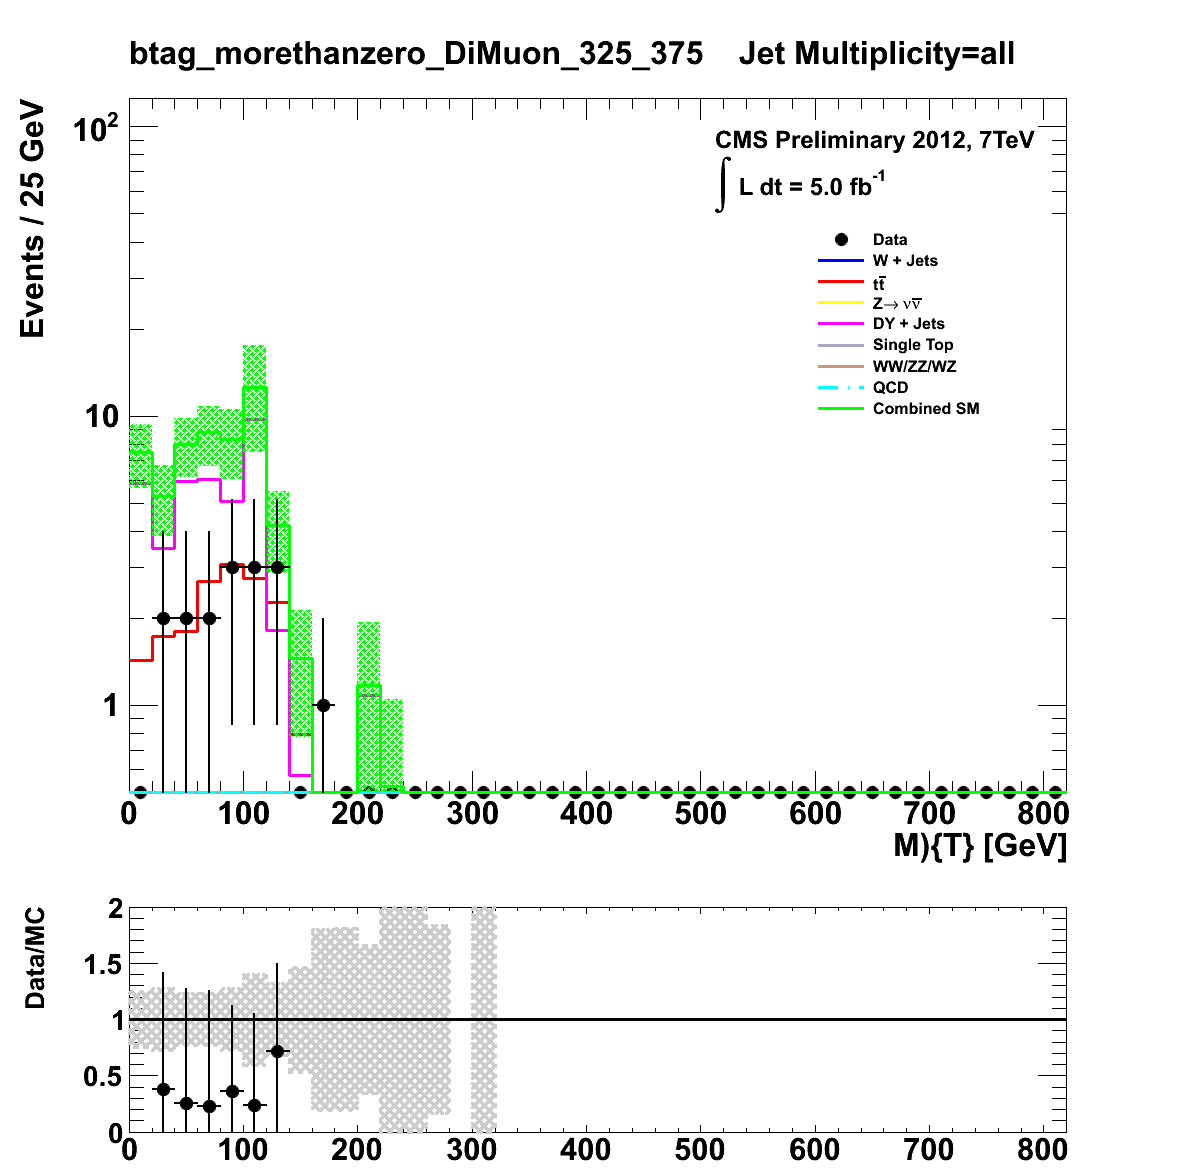 btag_morethanzero_DiMuon_325_375 Jet Multiplicity=all
Events / 25 GeV
10²
10
1
CMS Preliminary 2012, 7TeV
∫ L dt = 5.0 fb⁻¹
Data
W + Jets
tt̅
Z→ νν̅
DY + Jets
Single Top
WW/ZZ/WZ
QCD
Combined SM
0 100 200 300 400 500 600 700 800
M){T} [GeV]
Data/MC
2
1.5
1
0.5
0
0 100 200 300 400 500 600 700 800